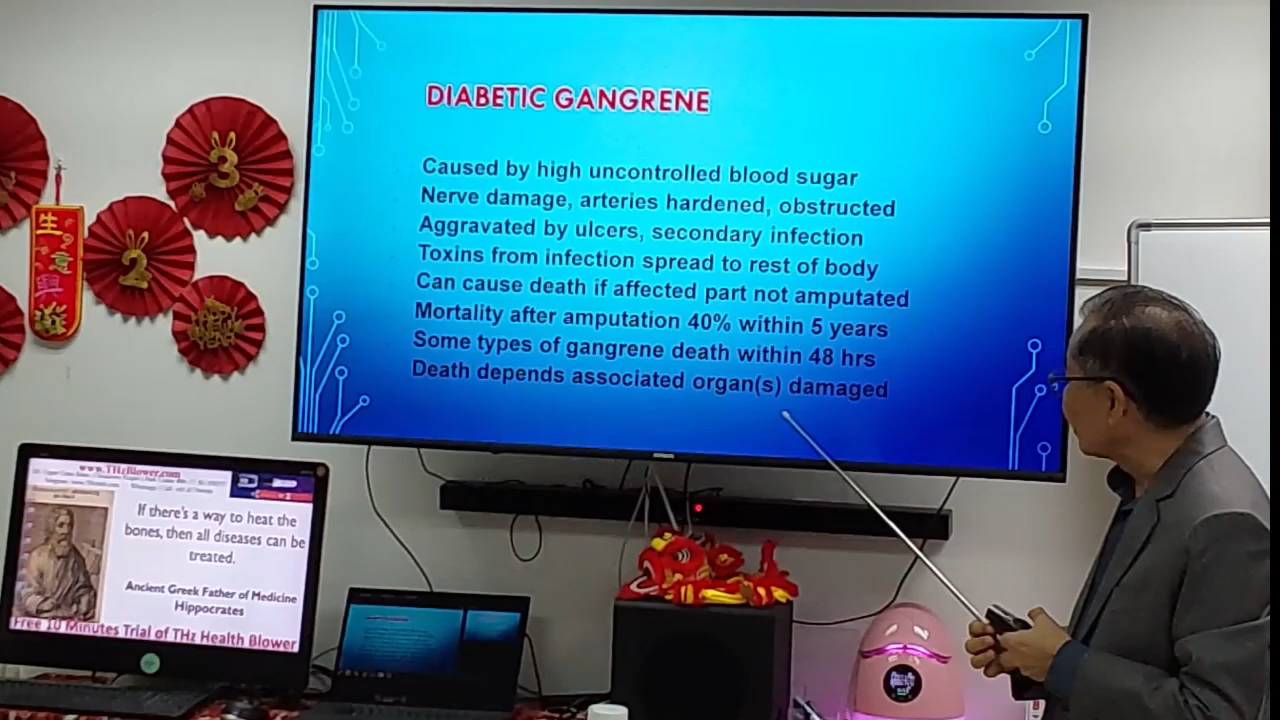 DIABETIC GANGRENE
Caused by high uncontrolled blood sugar
Nerve damage, arteries hardened, obstructed
Aggravated by ulcers, secondary infection
Toxins from infection spread to rest of body
Can cause death if affected part not amputated
Mortality after amputation 40% within 5 years
Some types of gangrene death within 48 hrs
Death depends associated organ(s) damaged
3
2
生
意
興
www.THzBlower.com
If there's a way to heat the
bones, then all diseases can be
treated.
Ancient Greek Father of Medicine
Hippocrates
Free 10 Minutes Trial of THz Health Blower